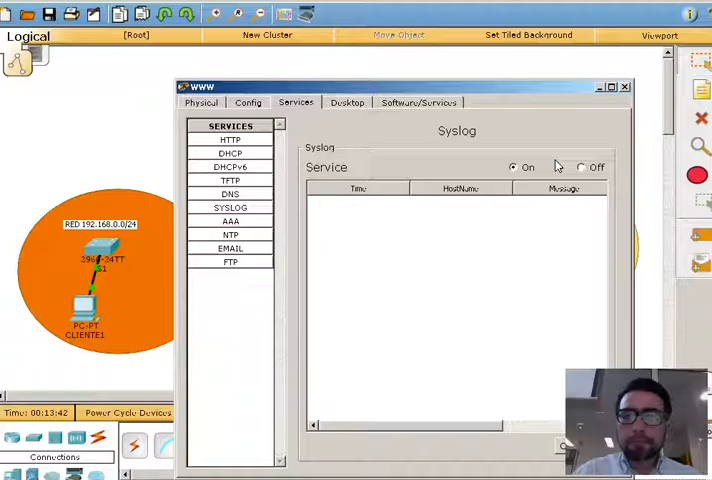 Logical
[Root]
New Cluster
Move Object
Set Tiled Background
Viewport
WWW
Physical
Config
Services
Desktop
Software/Services
SERVICES
HTTP
DHCP
DHCPv6
TFTP
DNS
SYSLOG
AAA
NTP
EMAIL
FTP
Syslog
Syslog
Service
On
Off
Time
HostName
Message
RED 192.168.0.0/24
S1
PC-PT
CLIENTE1
Time: 00:13:42
Power Cycle Devices
Connections